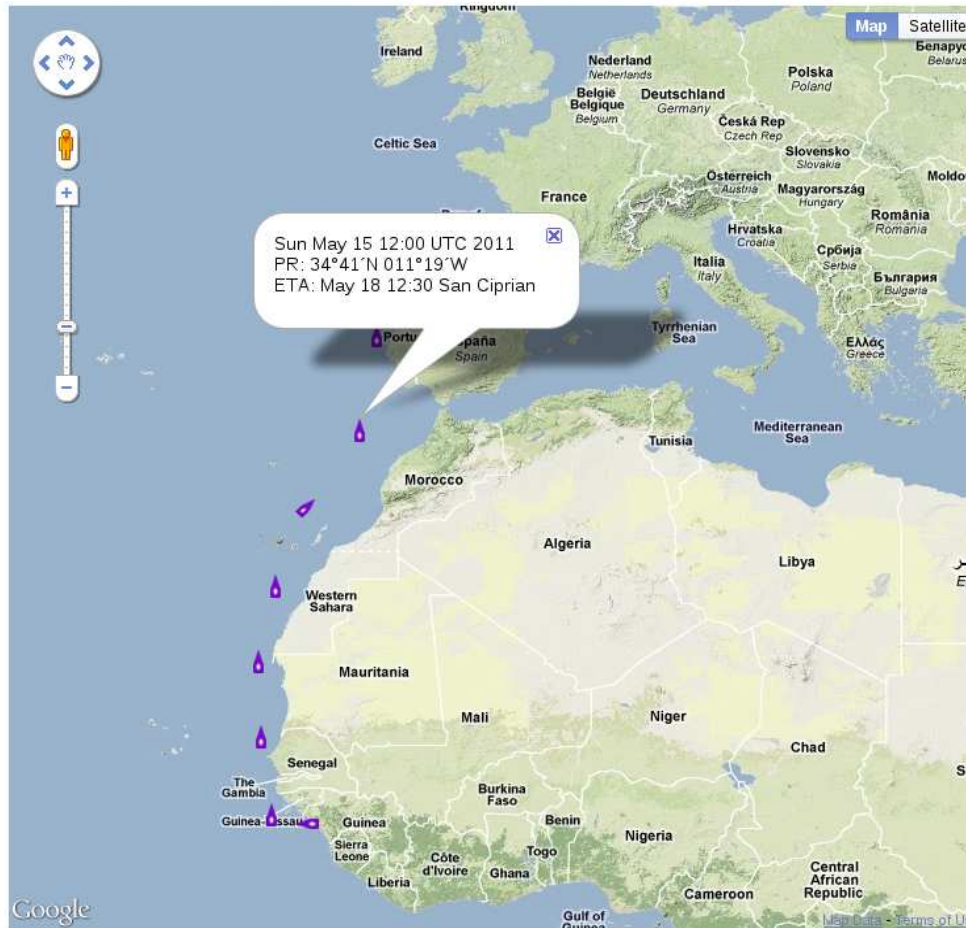 Kingdom
Map Satellite
Ireland
Беларус
Belarus
Nederland
Netherlands
Polska
Poland
België
Belgique
Belgium
Deutschland
Germany
Česká Rep
Czech Rep
Celtic Sea
Slovensko
Slovakia
Österreich
Austria
Magyarország
Hungary
Moldo
France
România
Romania
Hrvatska
Croatia
Србија
Serbia
Italia
Italy
България
Bulgaria
Sun May 15 12:00 UTC 2011
PR: 34°41´N 011°19´W
ETA: May 18 12:30 San Ciprian
Portu
spaña
Spain
Tyrrhenian
Sea
Ελλάς
Greece
Mediterranean
Sea
Tunisia
Morocco
Algeria
Libya
Western
Sahara
Mauritania
Mali
Niger
Chad
Senegal
The
Gambia
Burkina
Faso
Guinea-Bissau
Guinea
Benin
Nigeria
Sierra
Leone
Togo
Côte
d'Ivoire
Ghana
Liberia
Central
African
Republic
Cameroon
Google
Gulf of
Guinea
Map Data - Terms of U